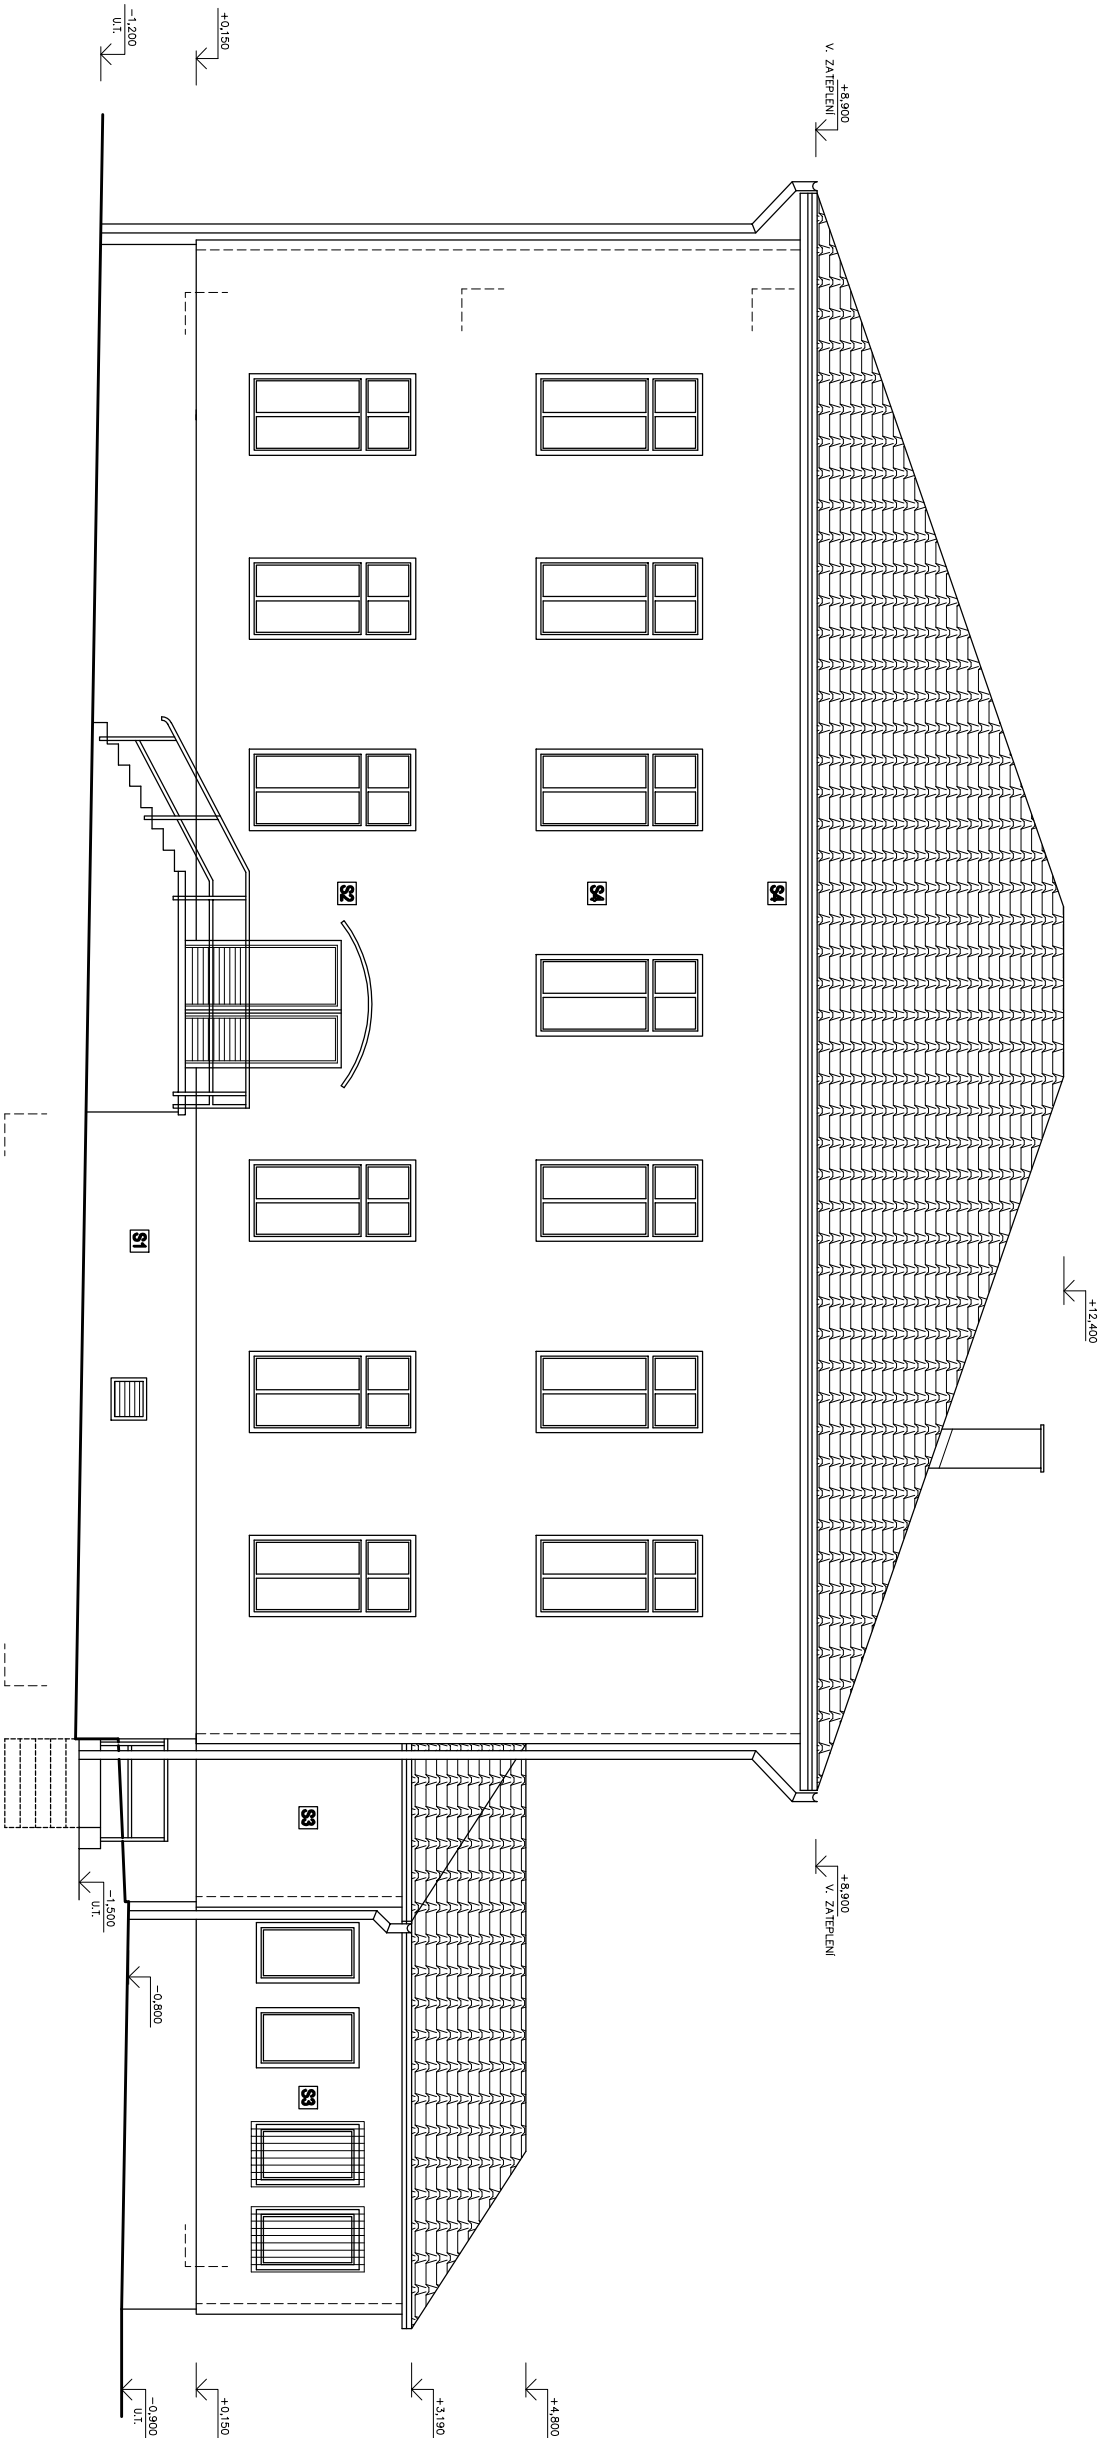 +12,400
+8,900
V. ZATEPLENÍ
+8,900
V. ZATEPLENÍ
S4
S4
+4,800
S2
S3
S3
+3,190
+0,150
+0,150
S1
-0,800
-1,200
U.T.
-1,500
U.T.
-0,900
U.T.